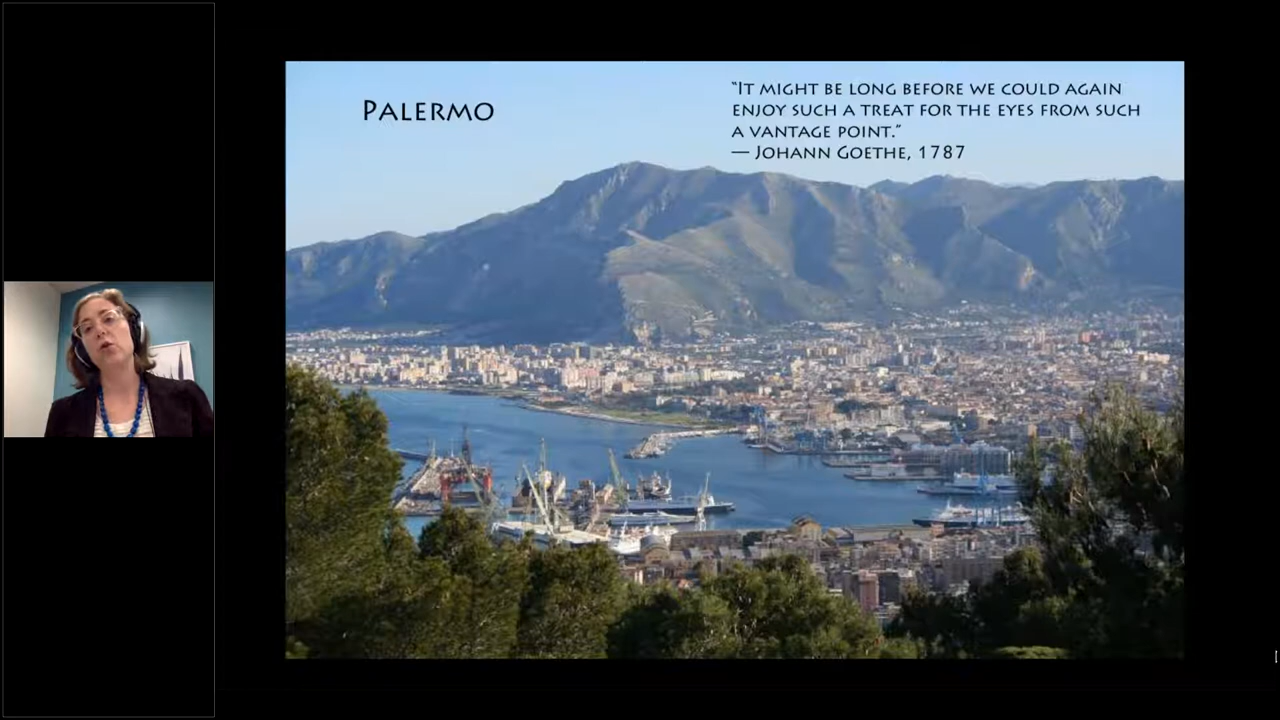 Palermo
“It might be long before we could again
enjoy such a treat for the eyes from such
a vantage point.”
— Johann Goethe, 1787